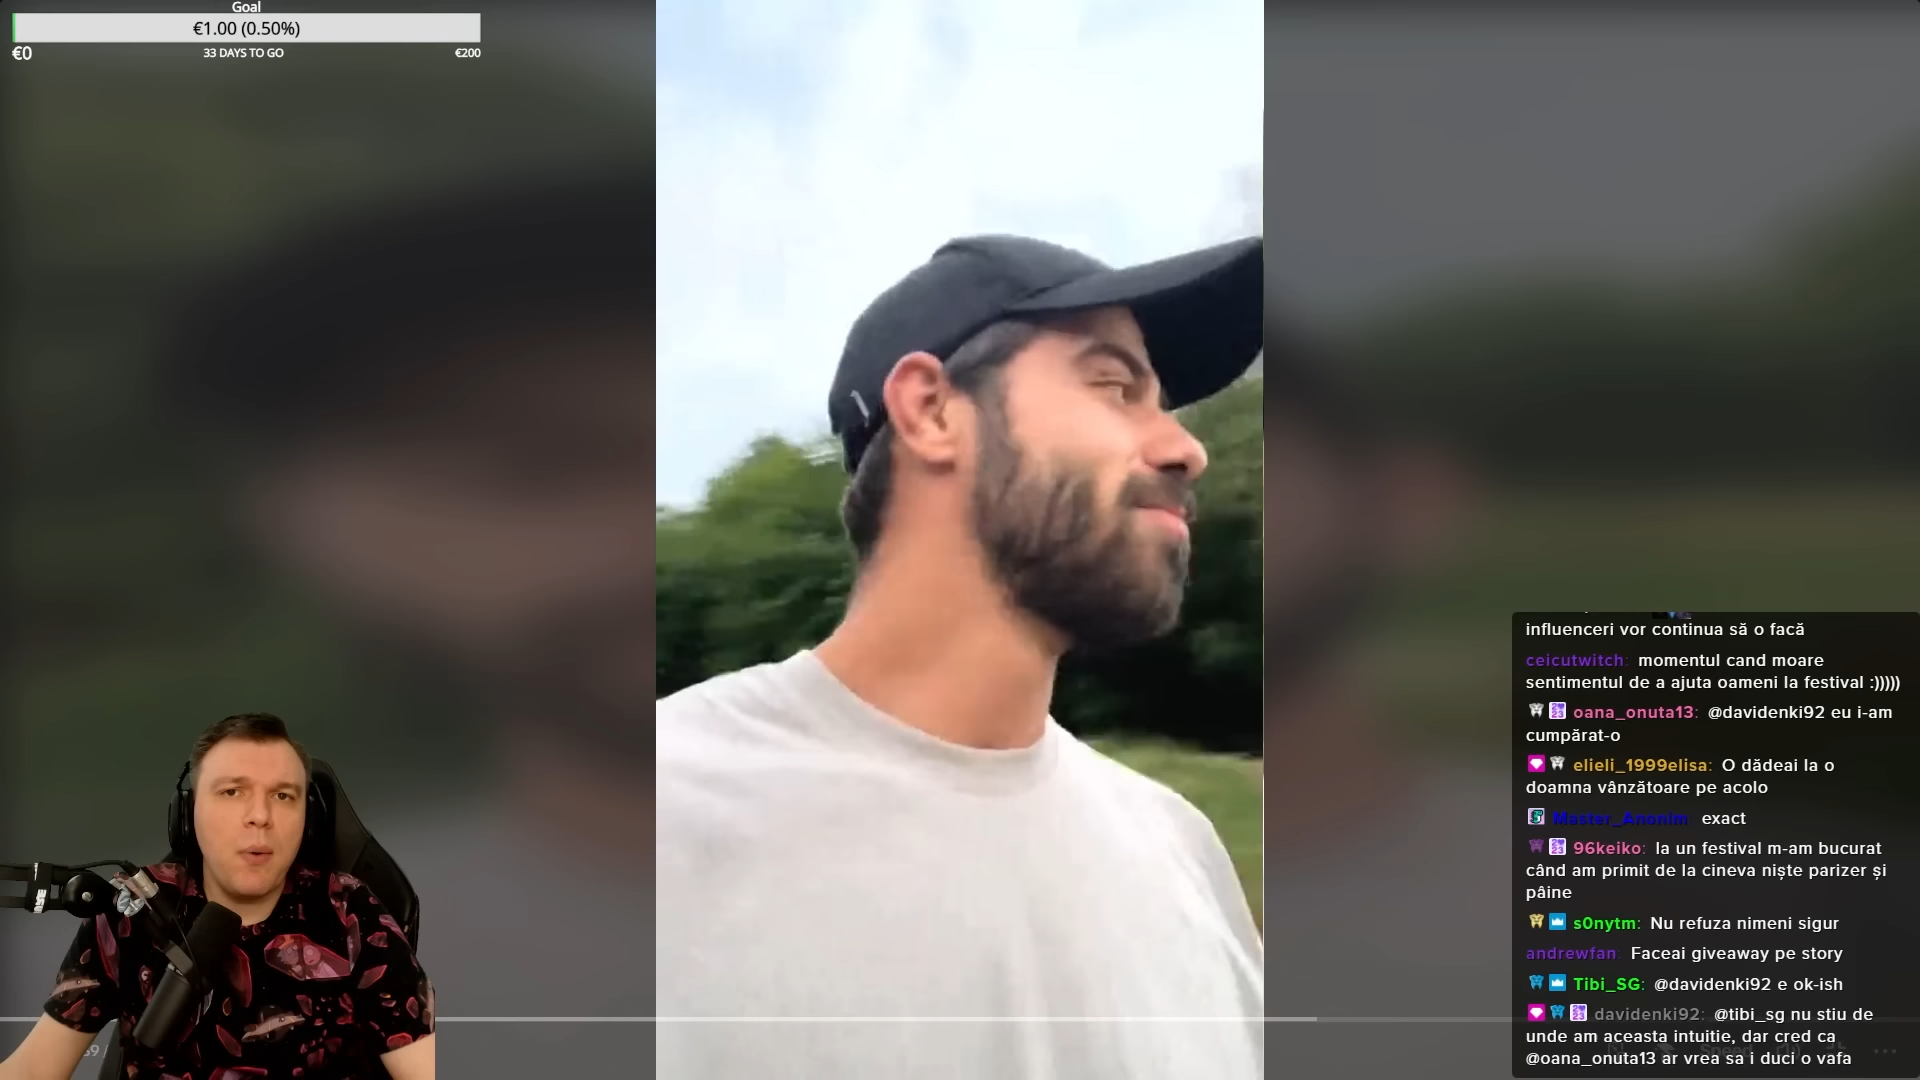 Goal
€1.00 (0.50%)
€0
33 DAYS TO GO
€200
influenceri vor continua să o facă
ceicutwitch: momentul cand moare
sentimentul de a ajuta oameni la festival :)))))
oana_onuta13: @davidenki92 eu i-am
cumpărat-o
elieli_1999elisa: O dădeai la o
doamna vânzătoare pe acolo
Master_Anonim exact
96keiko: la un festival m-am bucurat
când am primit de la cineva niște parizer și
pâine
s0nytm: Nu refuza nimeni sigur
andrewfan: Faceai giveaway pe story
Tibi_SG: @davidenki92 e ok-ish
davidenki92: @tibi_sg nu stiu de
unde am aceasta intuitie, dar cred ca
@oana_onuta13 ar vrea sa i duci o vafa
Speed